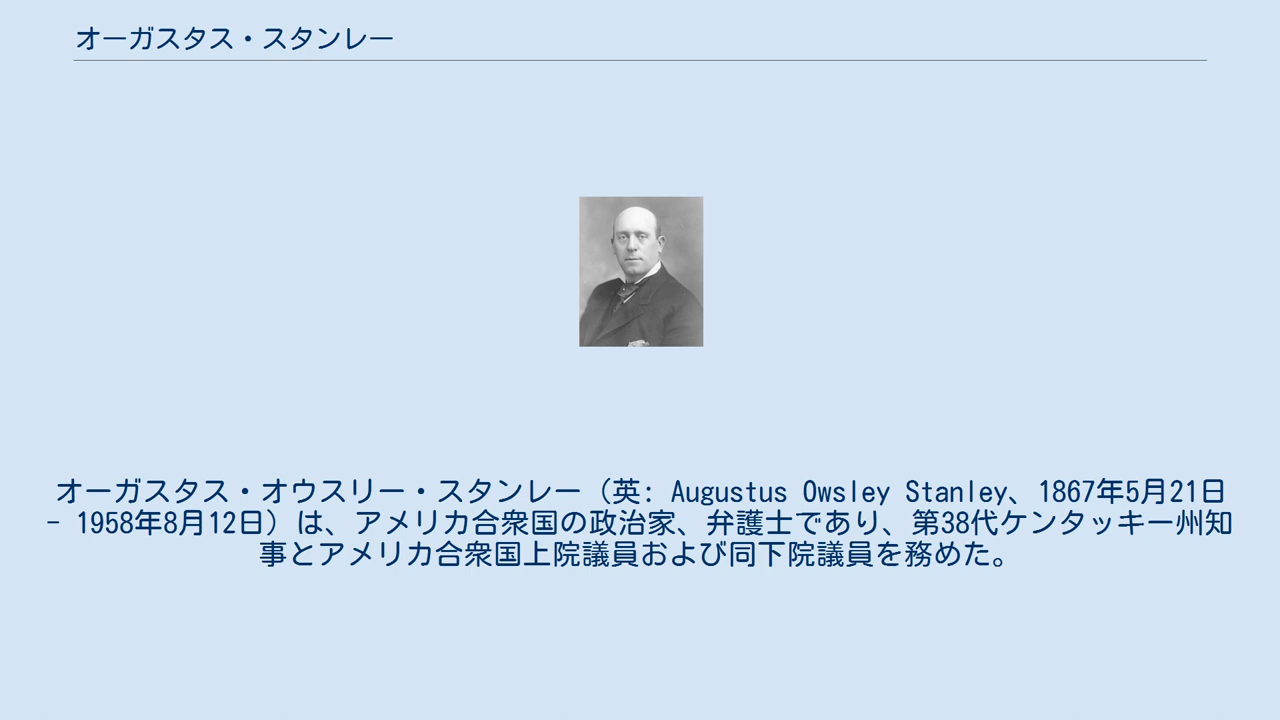 オーガスタス・スタンレー
オーガスタス・オウスリー・スタンレー（英: Augustus Owsley Stanley、1867年5月21日
- 1958年8月12日）は、アメリカ合衆国の政治家、弁護士であり、第38代ケンタッキー州知
事とアメリカ合衆国上院議員および同下院議員を務めた。